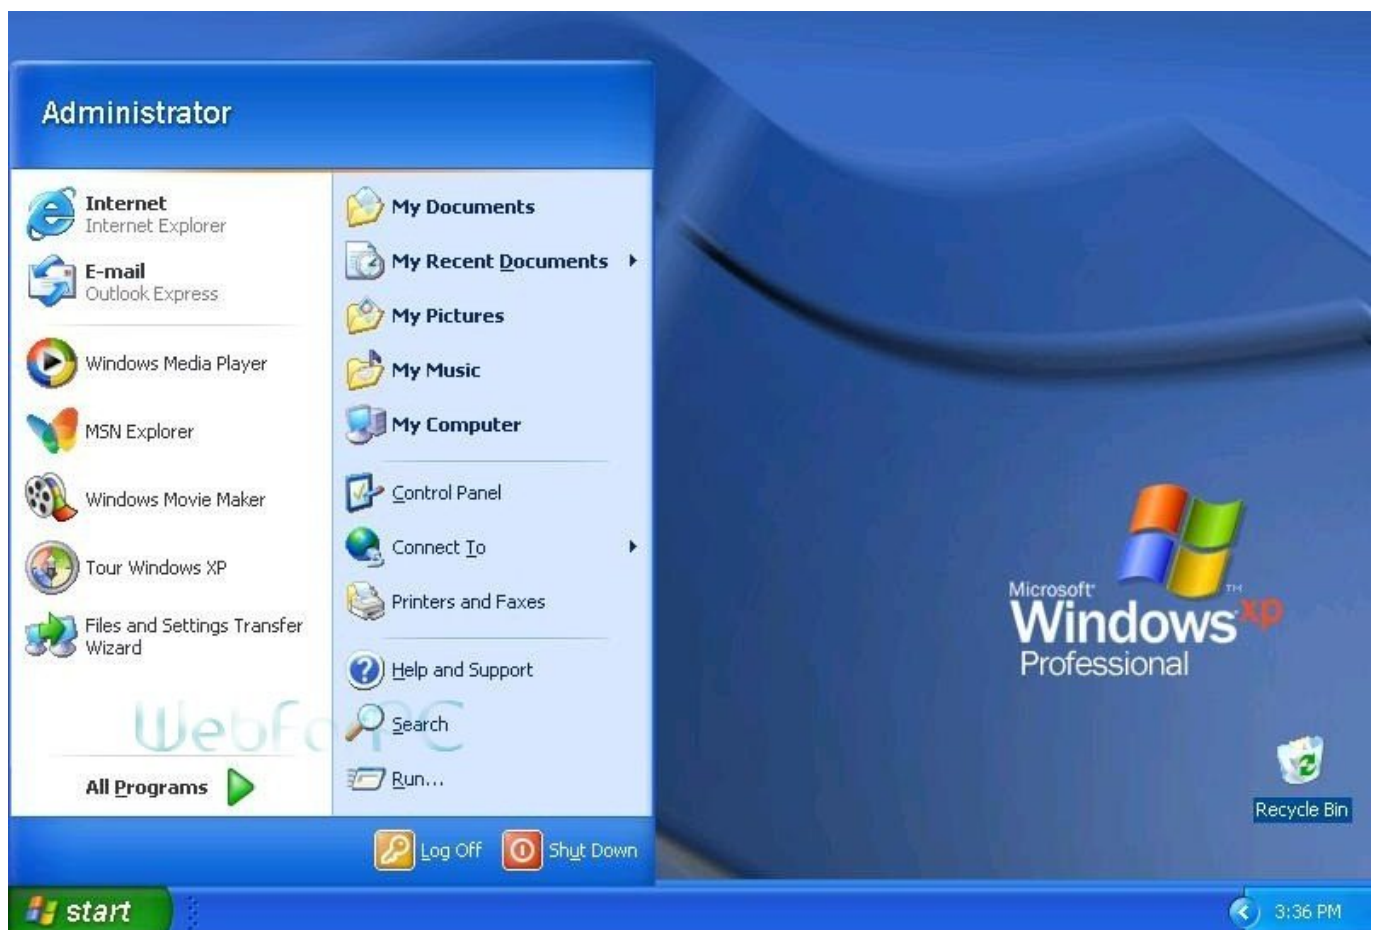 Administrator
Internet
Internet Explorer
E-mail
Outlook Express
Windows Media Player
MSN Explorer
Windows Movie Maker
Tour Windows XP
Files and Settings Transfer
Wizard
All Programs
My Documents
My Recent Documents
My Pictures
My Music
My Computer
Control Panel
Connect To
Printers and Faxes
Help and Support
Search
Run...
WebForPC
Log Off
Shut Down
start
Microsoft
Windows xp
TM
Professional
Recycle Bin
3:36 PM